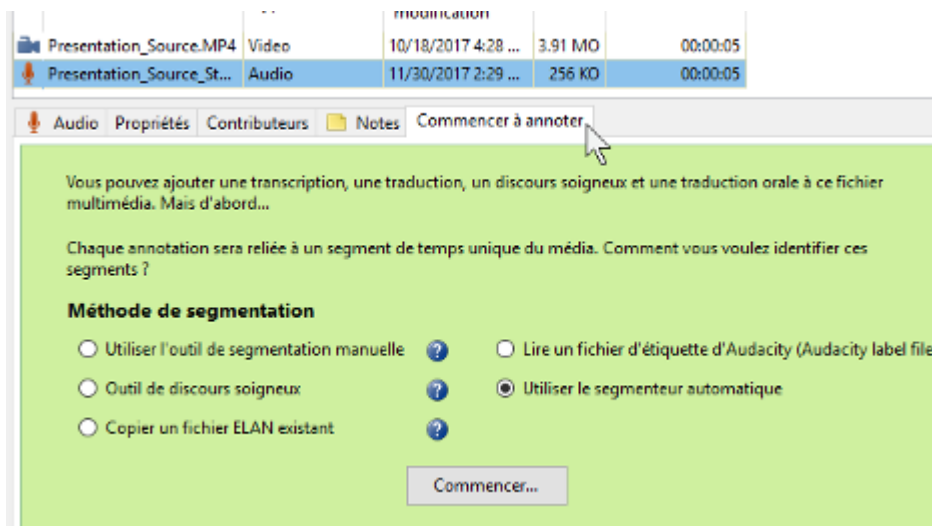 modification
Presentation_Source.MP4 Video 10/18/2017 4:28 ... 3.91 MO 00:00:05
Presentation_Source_St... Audio 11/30/2017 2:29 ... 256 KO 00:00:05
Audio Propriétés Contributeurs Notes Commencer à annoter
Vous pouvez ajouter une transcription, une traduction, un discours soigneux et une traduction orale à ce fichier
multimédia. Mais d'abord...
Chaque annotation sera reliée à un segment de temps unique du média. Comment vous voulez identifier ces
segments ?
Méthode de segmentation
Utiliser l'outil de segmentation manuelle ? Lire un fichier d'étiquette d'Audacity (Audacity label file
Outil de discours soigneux ? Utiliser le segmenteur automatique
Copier un fichier ELAN existant ?
Commencer...